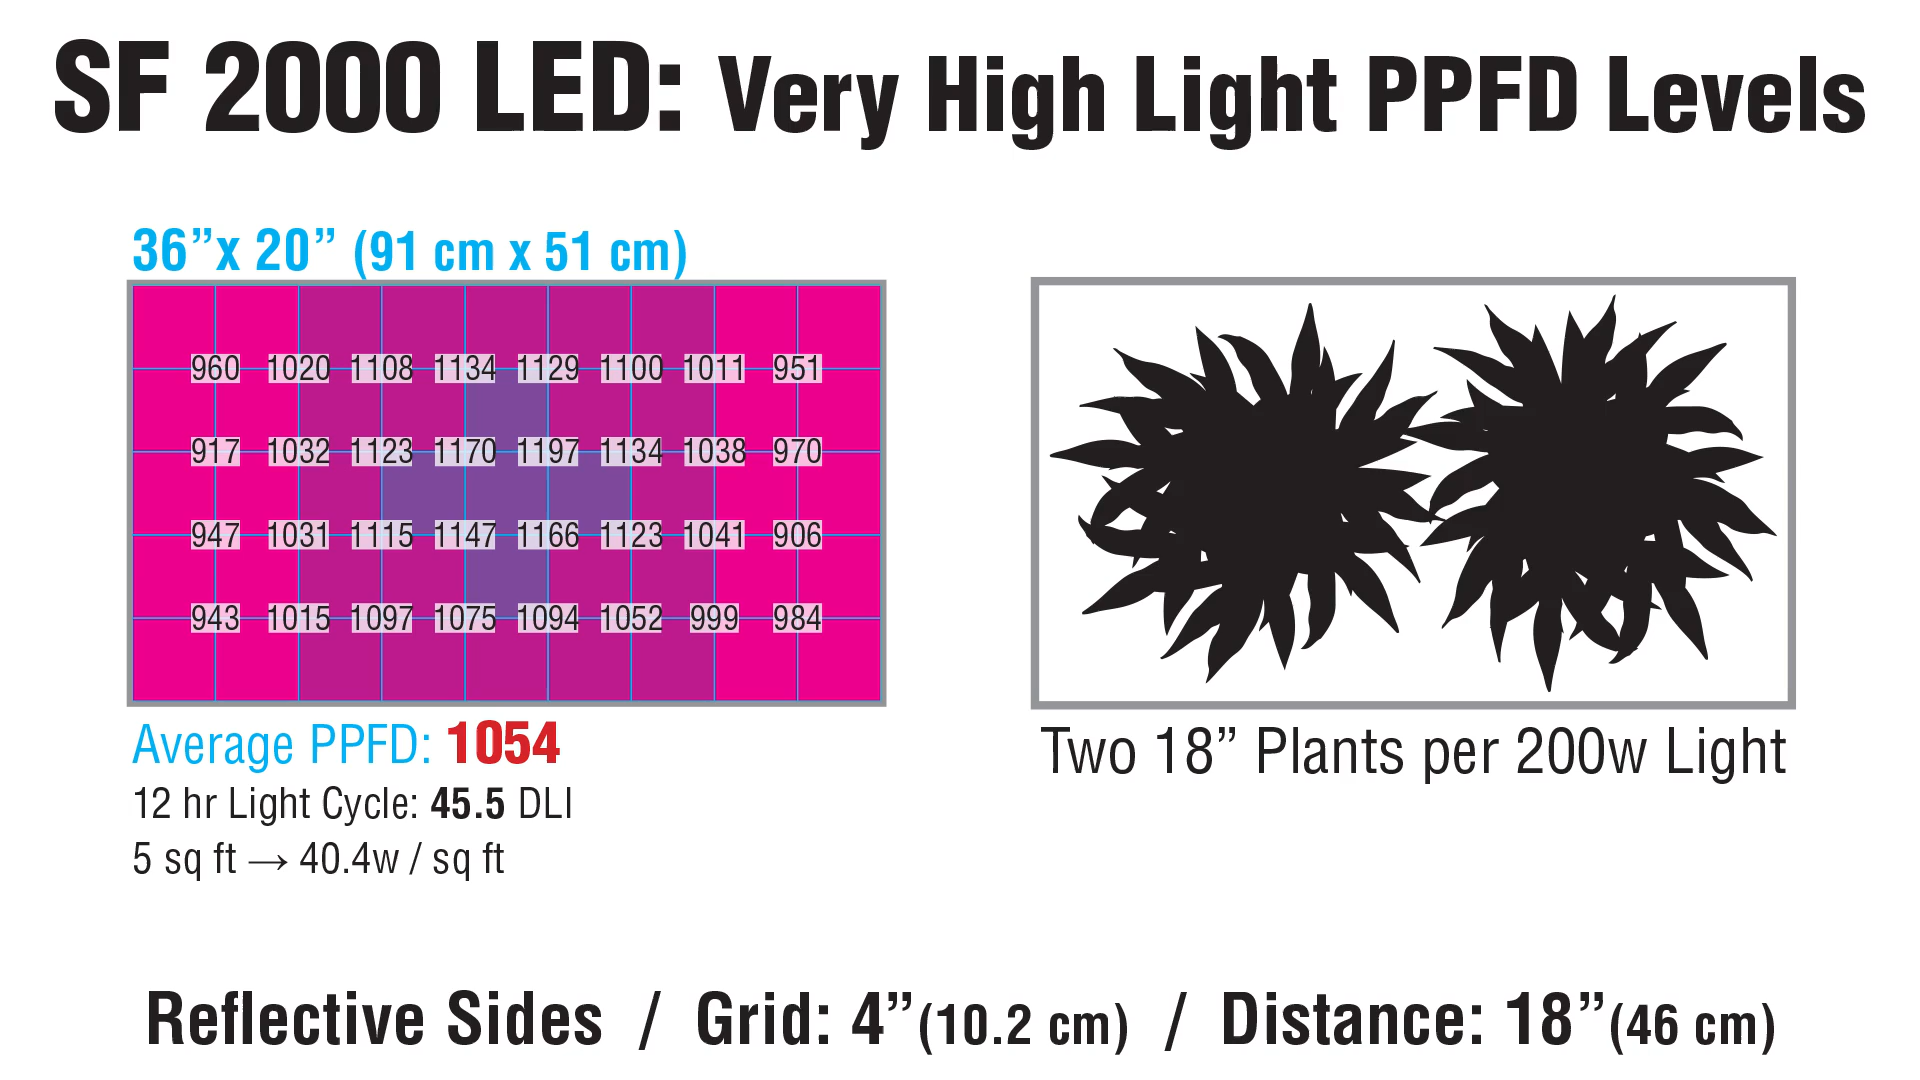 SF 2000 LED: Very High Light PPFD Levels
36”x 20” (91 cm x 51 cm)
960 1020 1108 1134 1129 1100 1011 951
917 1032 1123 1170 1197 1134 1038 970
947 1031 1115 1147 1166 1123 1041 906
943 1015 1097 1075 1094 1052 999 984
Average PPFD: 1054
12 hr Light Cycle: 45.5 DLI
5 sq ft → 40.4w / sq ft
Two 18” Plants per 200w Light
Reflective Sides / Grid: 4”(10.2 cm) / Distance: 18”(46 cm)